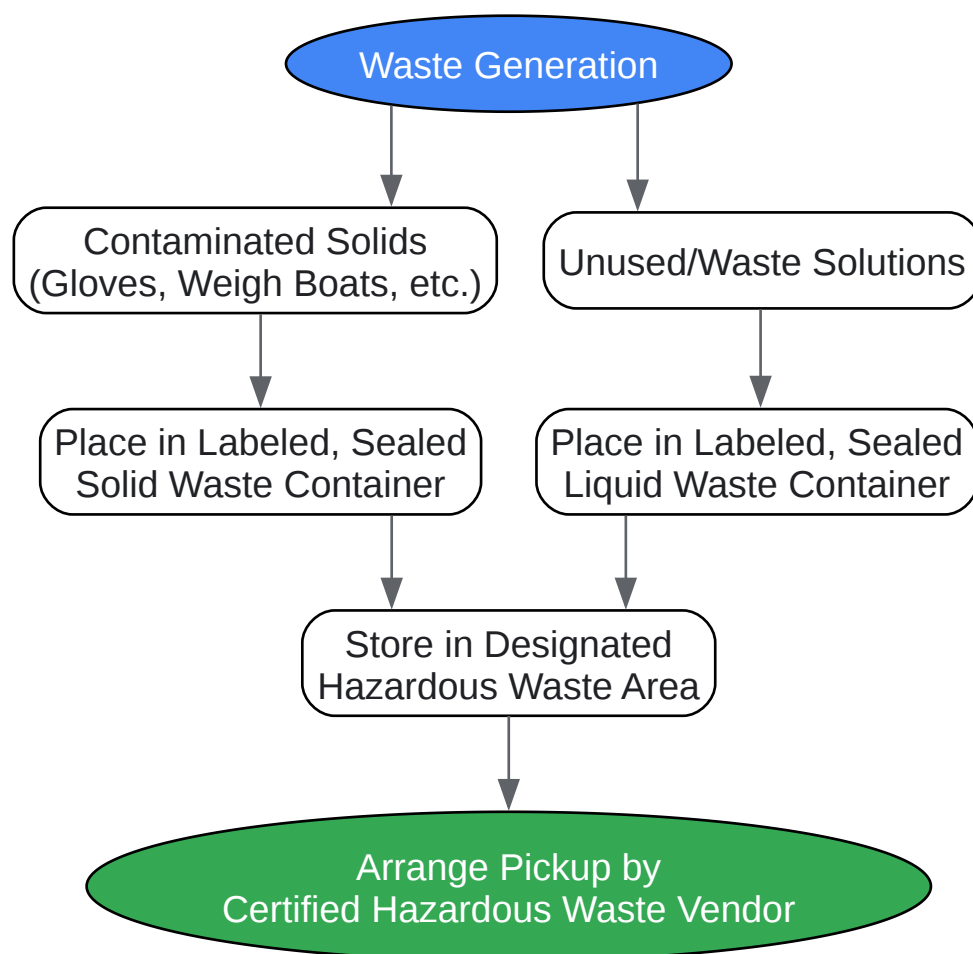 Waste Generation
Contaminated Solids
(Gloves, Weigh Boats, etc.)
Unused/Waste Solutions
Place in Labeled, Sealed
Solid Waste Container
Place in Labeled, Sealed
Liquid Waste Container
Store in Designated
Hazardous Waste Area
Arrange Pickup by
Certified Hazardous Waste Vendor